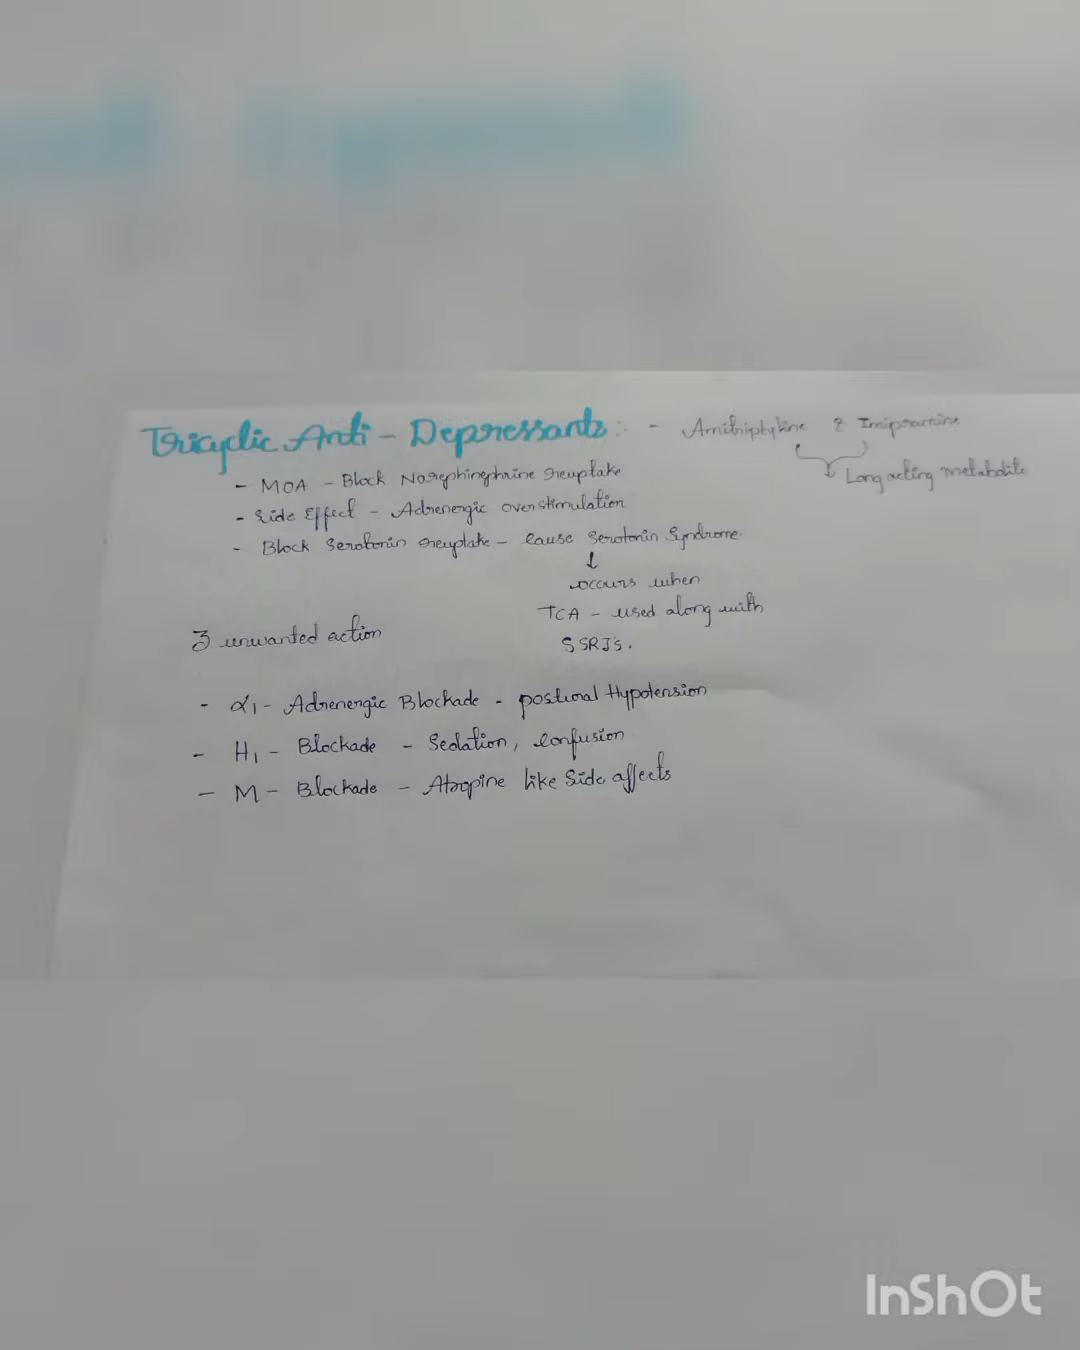 Tricyclic Anti - Depressants :- - Amitriptyline & Imipramine
↓ Long acting metabolite
- MOA - Block Norephinephrine reuptake
- Side Effect - Adrenergic overstimulation
- Block Serotonin reuptake - cause Serotonin Syndrome.
↓
occurs when
TCA - used along with
SSRI's.
3 unwanted action
- α1 - Adrenergic Blockade - postural Hypotension
- H1 - Blockade - Sedation, confusion
- M - Blockade - Atropine like Side affects
InShOt